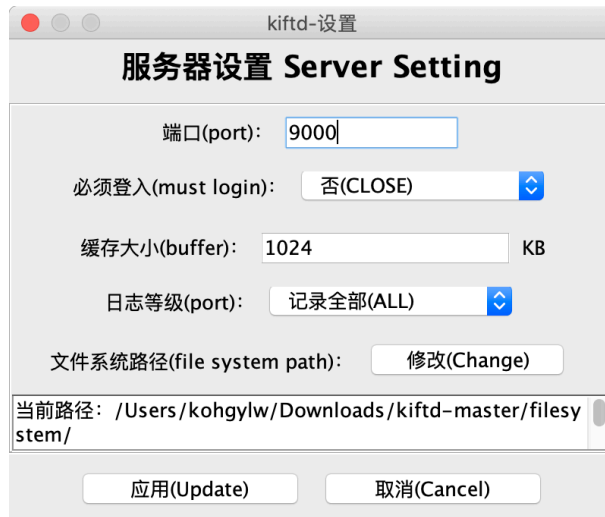 kiftd-设置
服务器设置 Server Setting
端口(port): 9000
必须登入(must login): 否(CLOSE)
缓存大小(buffer): 1024 KB
日志等级(port): 记录全部(ALL)
文件系统路径(file system path): 修改(Change)
当前路径：/Users/kohgylw/Downloads/kiftd-master/filesy
stem/
应用(Update) 取消(Cancel)